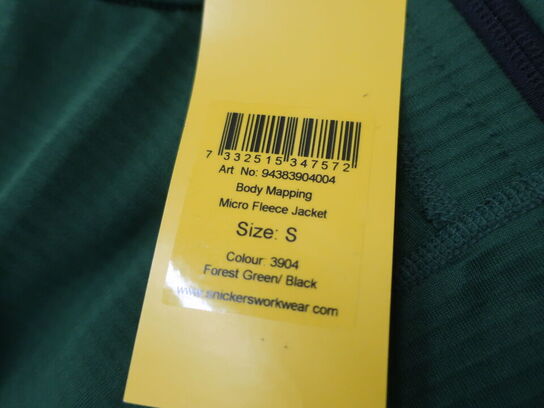 7 332515 347572
Art No: 94383904004
Body Mapping
Micro Fleece Jacket
Size: S
Colour: 3904
Forest Green/ Black
www.snickersworkwear.com